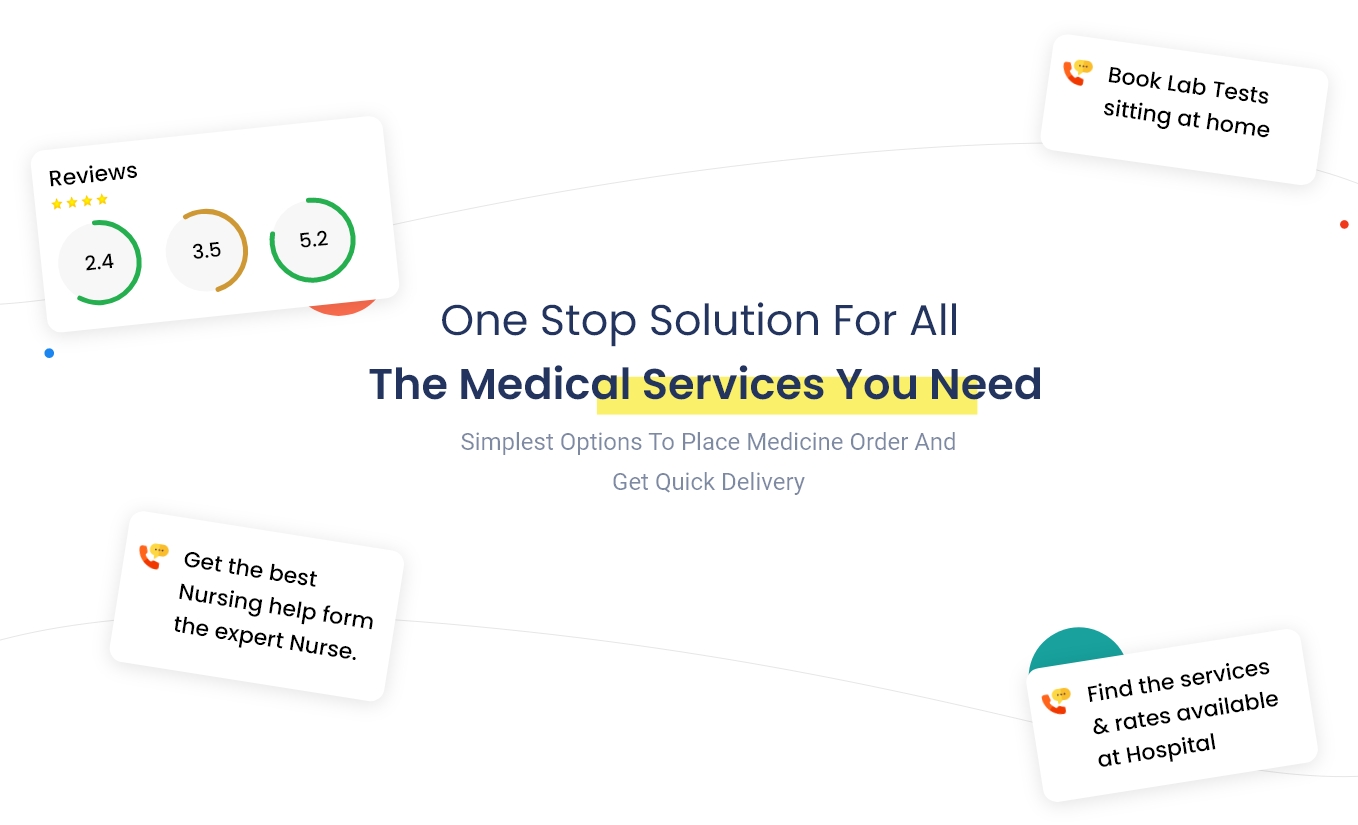 Book Lab Tests
sitting at home
Reviews
2.4
3.5
5.2
One Stop Solution For All
The Medical Services You Need
Simplest Options To Place Medicine Order And
Get Quick Delivery
Get the best
Nursing help form
the expert Nurse.
Find the services
& rates available
at Hospital